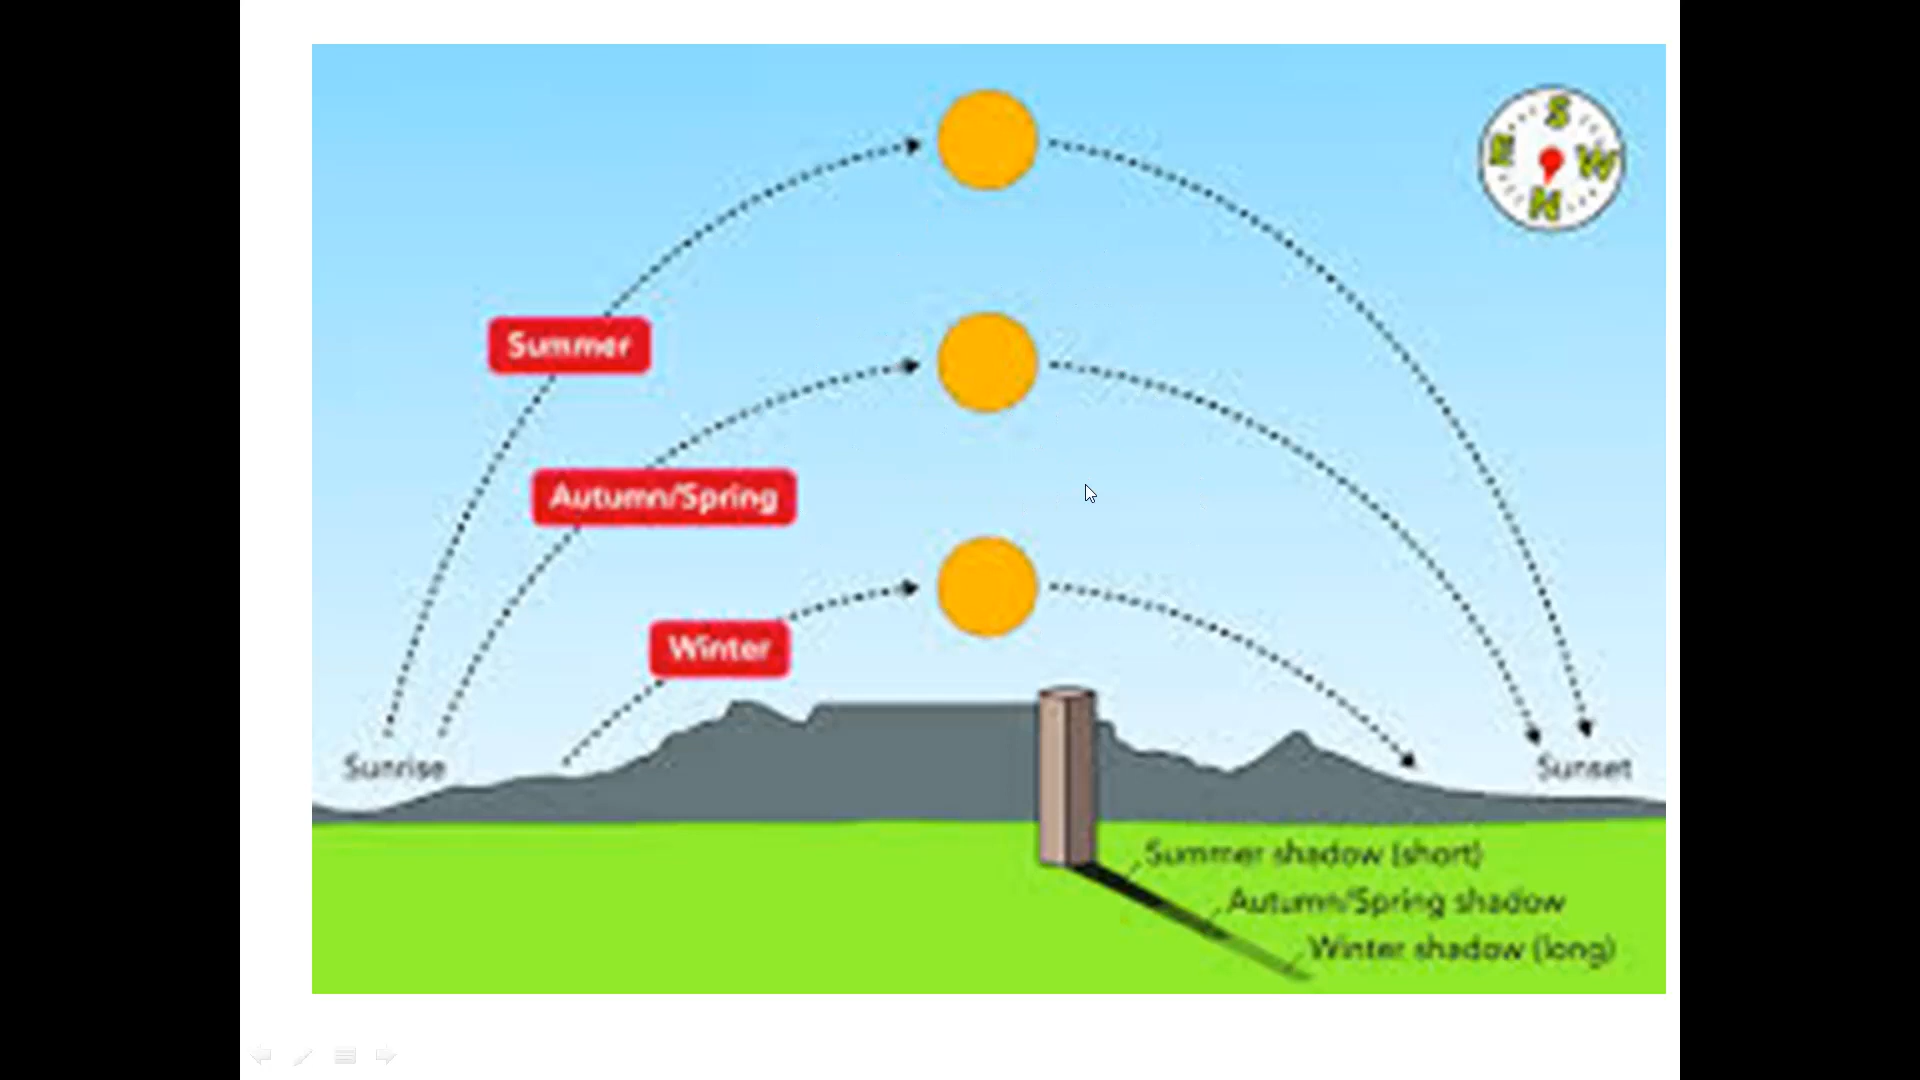 S
E
W
N
Summer
Autumn/Spring
Winter
Sunrise
Sunset
Summer shadow (short)
Autumn/Spring shadow
Winter shadow (long)